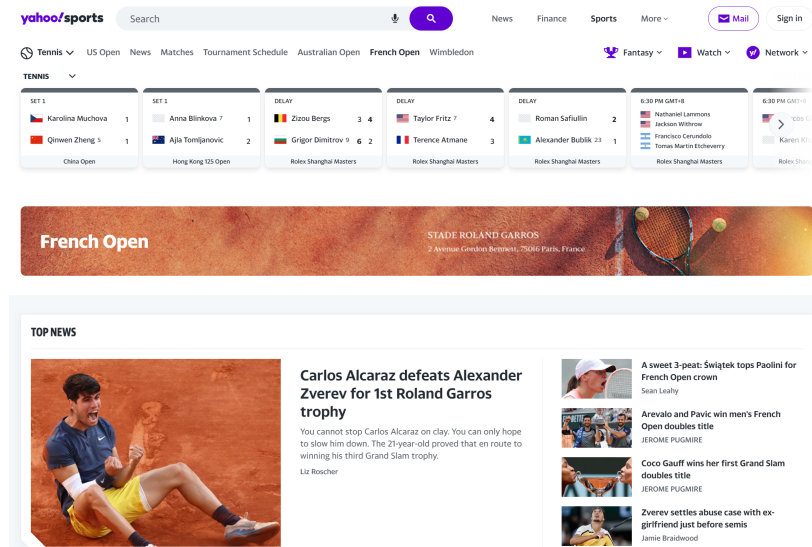 yahoo!sports
Search
News
Finance
Sports
More
Mail
Sign in
Tennis
US Open
News
Matches
Tournament Schedule
Australian Open
French Open
Wimbledon
Fantasy
Watch
Network
TENNIS
SET 1
Karolina Muchova 1
Qinwen Zheng 5 1
China Open
SET 1
Anna Blinkova 7 1
Ajla Tomljanovic 2
Hong Kong 125 Open
DELAY
Zizou Bergs 3 4
Grigor Dimitrov 9 6 2
Rolex Shanghai Masters
DELAY
Taylor Fritz 7 4
Terence Atmane 3
Rolex Shanghai Masters
DELAY
Roman Safiullin 2
Alexander Bublik 23 1
Rolex Shanghai Masters
6:30 PM GMT+8
Nathaniel Lammons
Jackson Withrow
Francisco Cerundolo
Tomas Martin Etcheverry
Rolex Shanghai Masters
6:30 PM GMT+8
Karen
French Open
STADE ROLAND GARROS
2 Avenue Gordon Bennett, 75016 Paris, France
TOP NEWS
Carlos Alcaraz defeats Alexander
Zverev for 1st Roland Garros
trophy
You cannot stop Carlos Alcaraz on clay. You can only hope
to slow him down. The 21-year-old proved that en route to
winning his third Grand Slam trophy.
Liz Roscher
A sweet 3-peat: Świątek tops Paolini for
French Open crown
Sean Leahy
Arevalo and Pavic win men's French
Open doubles title
JEROME PUGMIRE
Coco Gauff wins her first Grand Slam
doubles title
JEROME PUGMIRE
Zverev settles abuse case with ex-
girlfriend just before semis
Jamie Braidwood